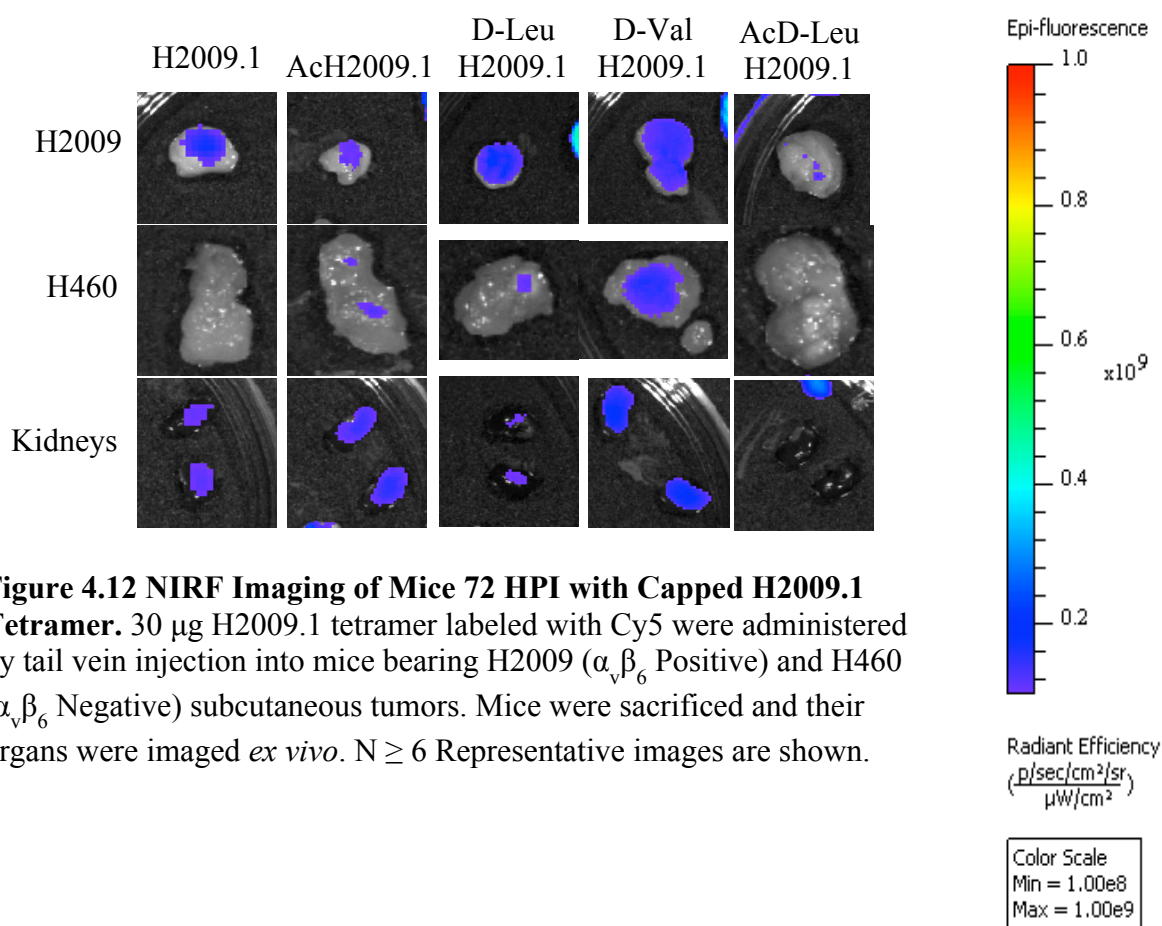 H2009.1 AcH2009.1 D-Leu H2009.1 D-Val H2009.1 AcD-Leu H2009.1
H2009
H460
Kidneys
igure 4.12 NIRF Imaging of Mice 72 HPI with Capped H2009.1
Tetramer. 30 μg H2009.1 tetramer labeled with Cy5 were administered
y tail vein injection into mice bearing H2009 (αvβ6 Positive) and H460
αvβ6 Negative) subcutaneous tumors. Mice were sacrificed and their
rgans were imaged ex vivo. N ≥ 6 Representative images are shown.
Epi-fluorescence
1.0
0.8
0.6
x10^9
0.4
0.2
Radiant Efficiency
(p/sec/cm²/sr
μW/cm²)
Color Scale
Min = 1.00e8
Max = 1.00e9